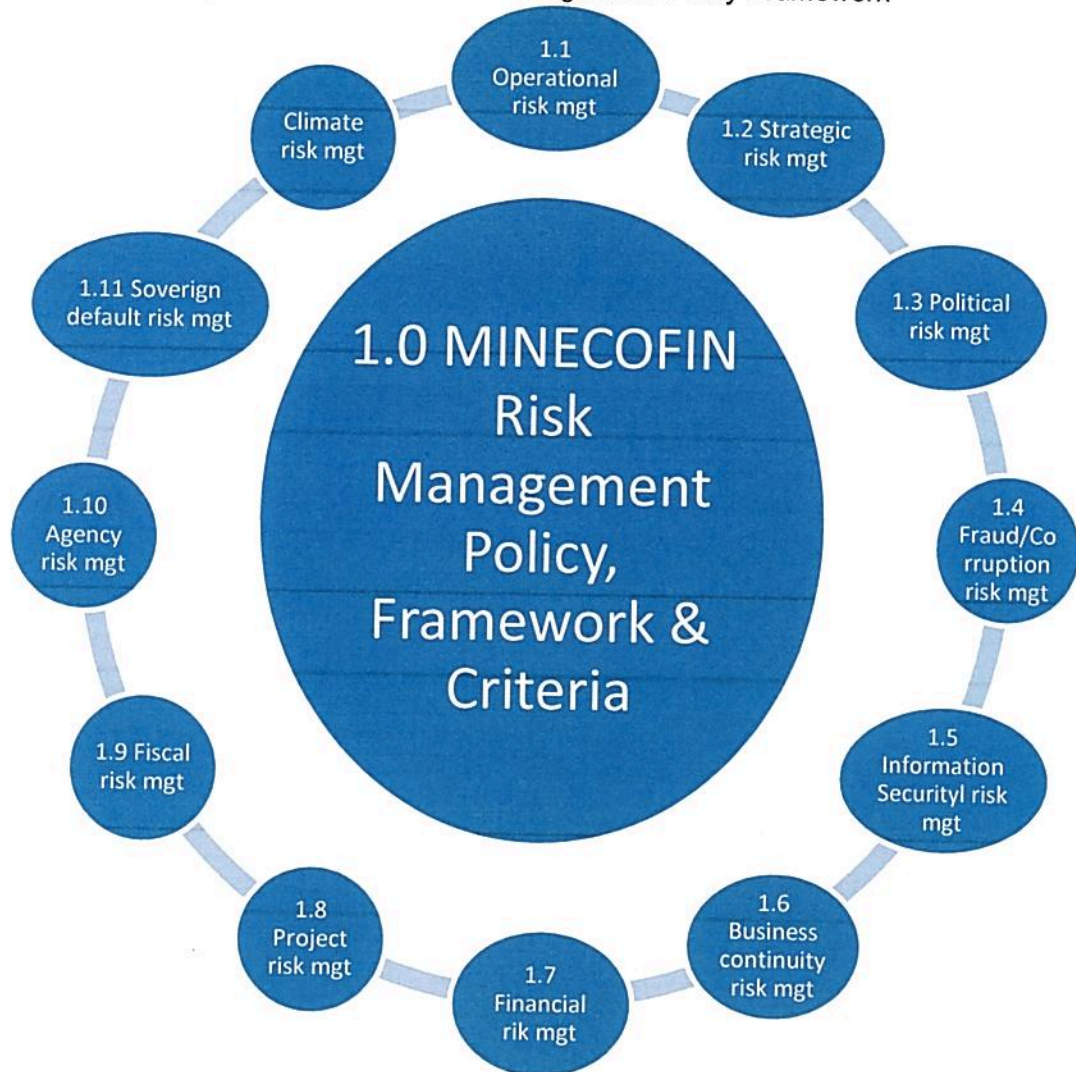 Framework
1.1
Operational
risk mgt
1.2 Strategic
risk mgt
1.3 Political
risk mgt
1.4
Fraud/Co
rruption
risk mgt
1.5
Information
Securityl risk
mgt
1.6
Business
continuity
risk mgt
1.7
Financial
rik mgt
1.8
Project
risk mgt
1.9 Fiscal
risk mgt
1.10
Agency
risk mgt
1.11 Soverign
default risk mgt
Climate
risk mgt
1.0 MINECOFIN
Risk
Management
Policy,
Framework &
Criteria